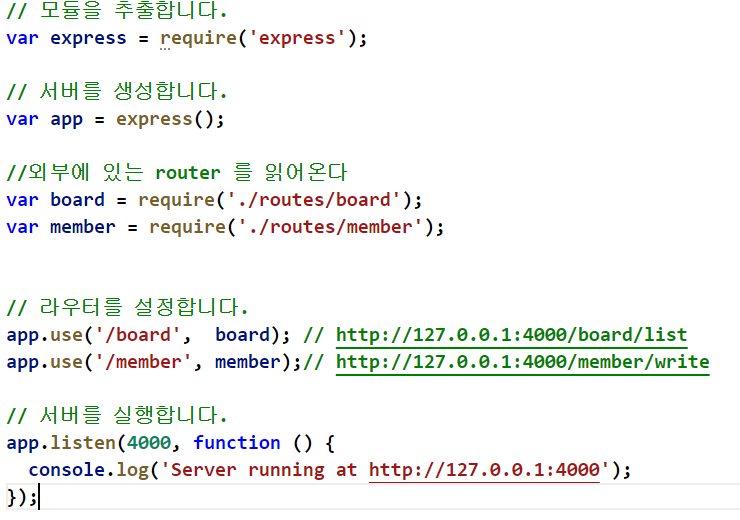 // 모듈을 추출합니다.
var express = require('express');
// 서버를 생성합니다.
var app = express();
//외부에 있는 router 를 읽어온다
var board = require('./routes/board');
var member = require('./routes/member');
// 라우터를 설정합니다.
app.use('/board',  board); // http://127.0.0.1:4000/board/list
app.use('/member', member);// http://127.0.0.1:4000/member/write
// 서버를 실행합니다.
app.listen(4000, function () {
  console.log('Server running at http://127.0.0.1:4000');
});